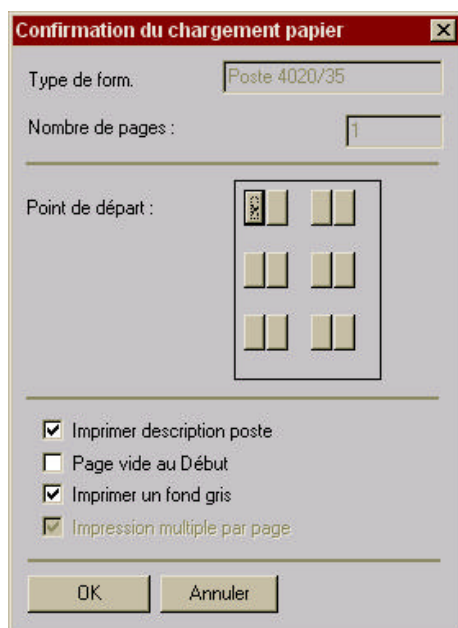 Confirmation du chargement papier
Type de form. Poste 4020/35
Nombre de pages : 1
Point de départ :
Imprimer description poste
Page vide au Début
Imprimer un fond gris
Impression multiple par page
OK Annuler